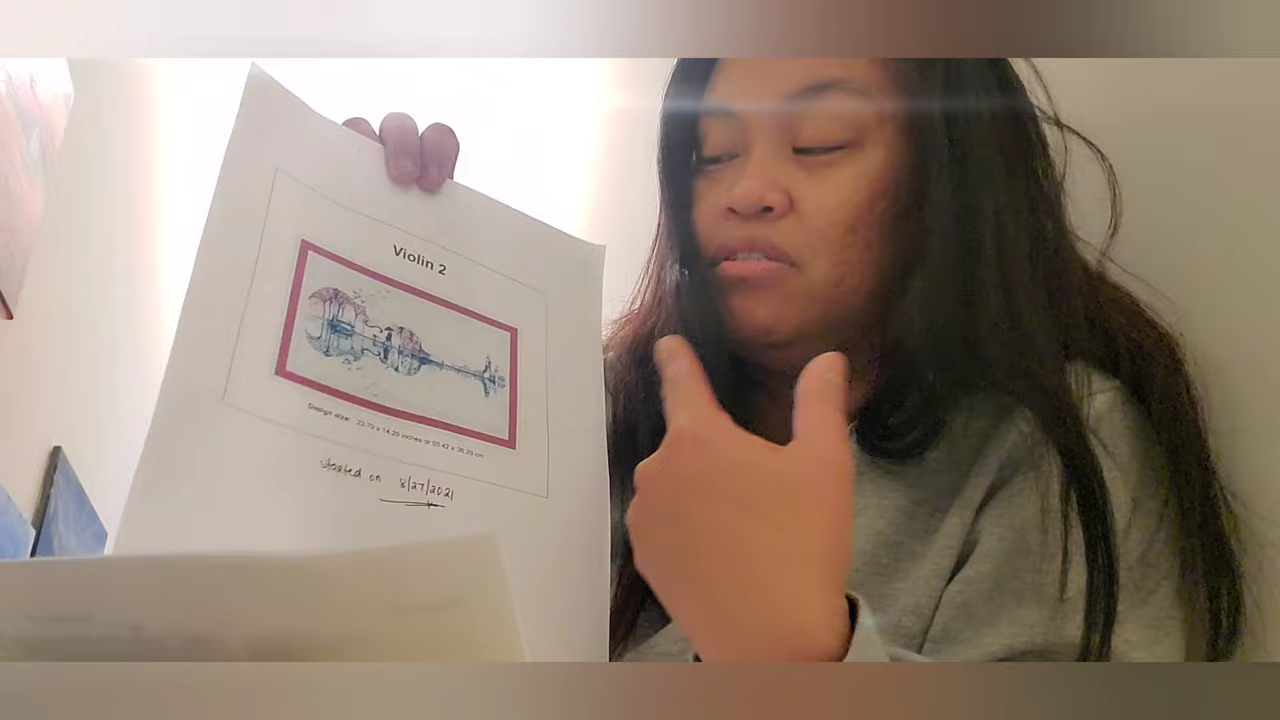 Violin 2
Design size: 23.79 x 14.29 inches or 60.42 x 36.29 cm
started on 8/27/2021